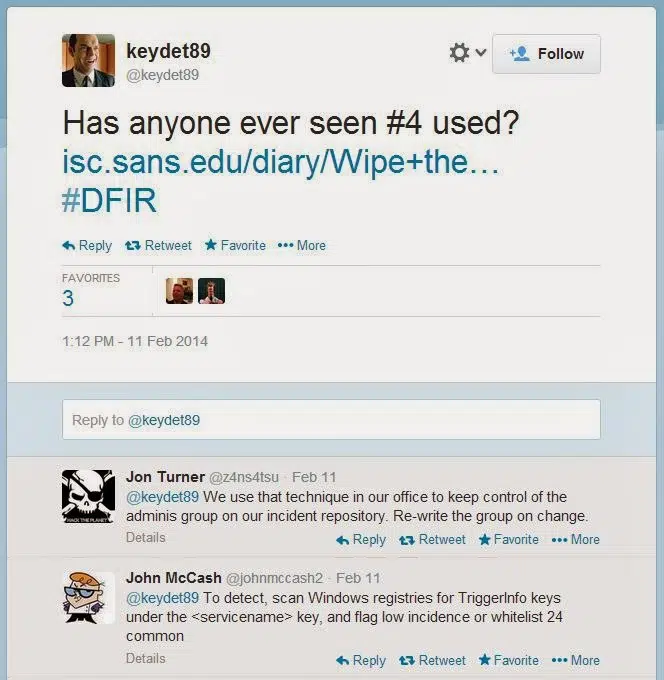 keydet89
@keydet89
Follow
Has anyone ever seen #4 used?
isc.sans.edu/diary/Wipe+the…
#DFIR
Reply Retweet Favorite More
FAVORITES
3
1:12 PM - 11 Feb 2014
Reply to @keydet89
Jon Turner @z4ns4tsu · Feb 11
@keydet89 We use that technique in our office to keep control of the
adminis group on our incident repository. Re-write the group on change.
HACK THE PLANET
Details Reply Retweet Favorite More
John McCash @johnmccash2 · Feb 11
@keydet89 To detect, scan Windows registries for TriggerInfo keys
under the <servicename> key, and flag low incidence or whitelist 24
common
Details Reply Retweet Favorite More